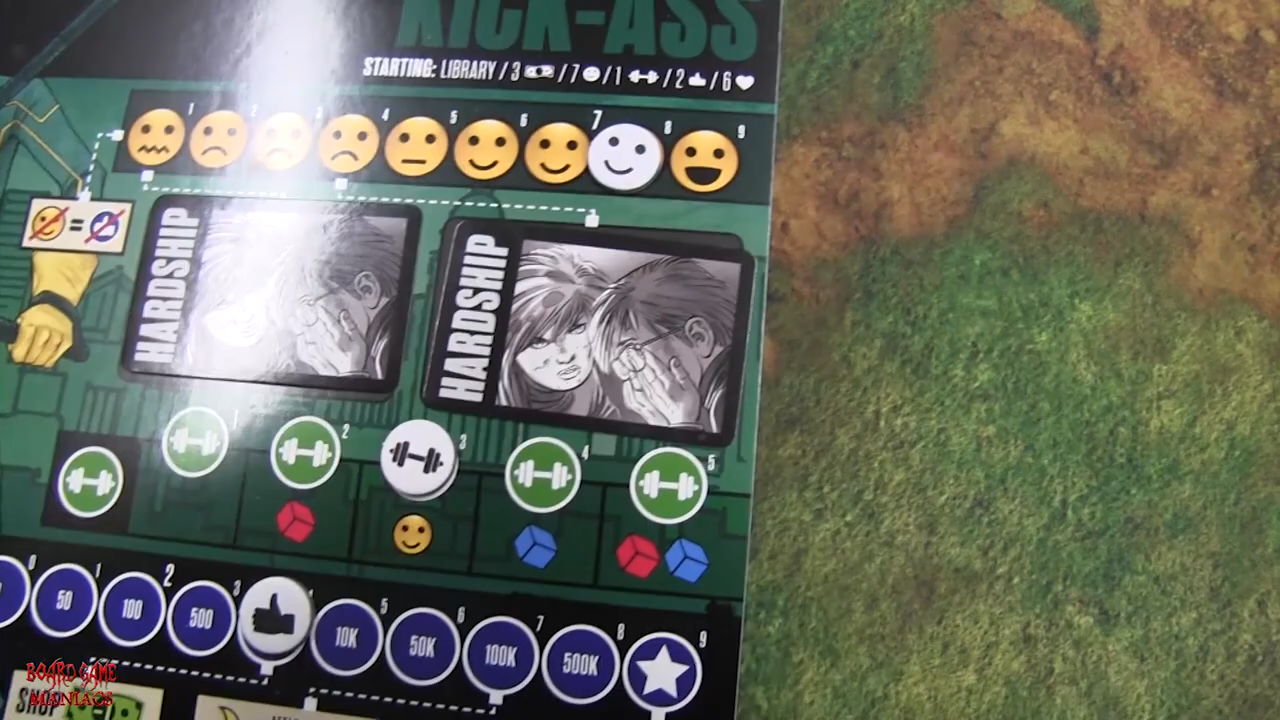 KICK-ASS
STARTING: LIBRARY / 3 / 7 / 1 / 2 / 6
1 2 3 4 5 6 7 8 9
=
HARDSHIP
HARDSHIP
1 2 3 4 5
0 1 2 3 4 5 6 7 8 9
50 100 500 10K 50K 100K 500K
BOARD GAME
MANIACS
SHOP